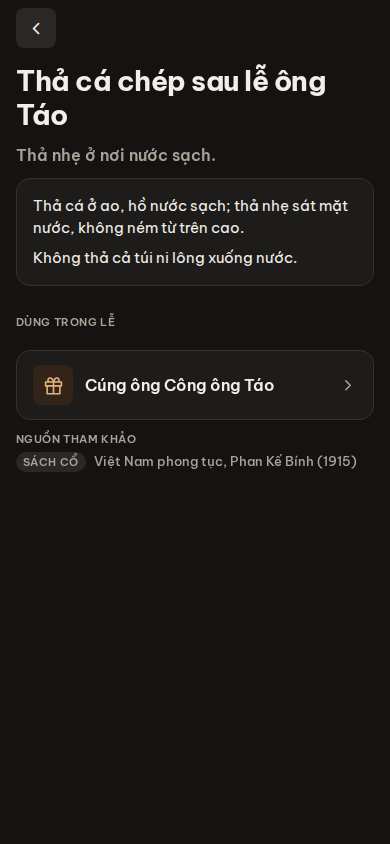 Thả cá chép sau lễ ông
Táo
Thả nhẹ ở nơi nước sạch.
Thả cá ở ao, hồ nước sạch; thả nhẹ sát mặt
nước, không ném từ trên cao.
Không thả cả túi ni lông xuống nước.
DÙNG TRONG LỄ
Cúng ông Công ông Táo
NGUỒN THAM KHẢO
SÁCH CỔ Việt Nam phong tục, Phan Kế Bính (1915)